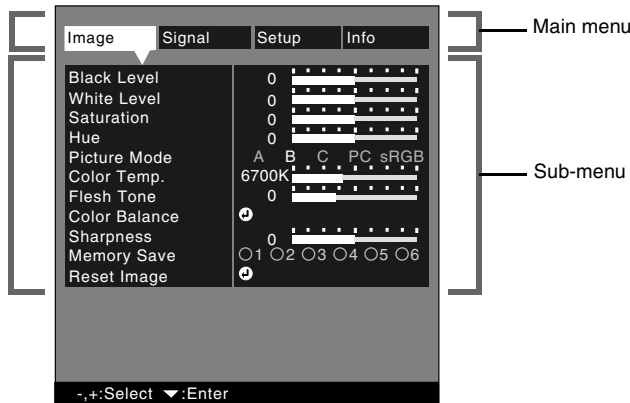 Image Signal Setup Info
Main menu
Black Level 0
White Level 0
Saturation 0
Hue 0
Picture Mode A B C PC sRGB
Color Temp. 6700K
Sub-menu
Flesh Tone 0
Color Balance
Sharpness 0
Memory Save ○1 ○2 ○3 ○4 ○5 ○6
Reset Image
-,+:Select ▼:Enter